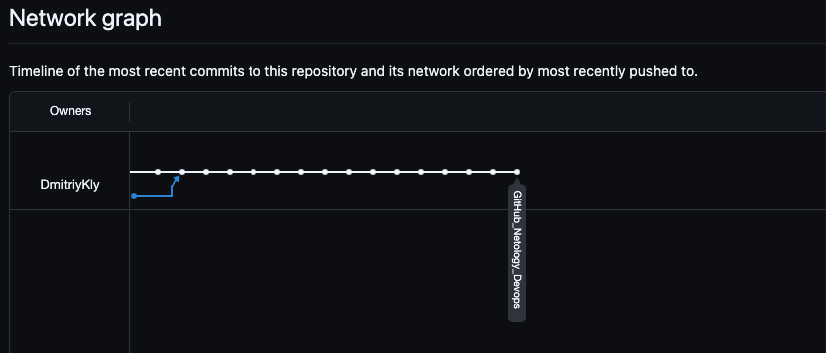 Network graph
Timeline of the most recent commits to this repository and its network ordered by most recently pushed to.
Owners
DmitriyKly
GitHub_Netology_Devops